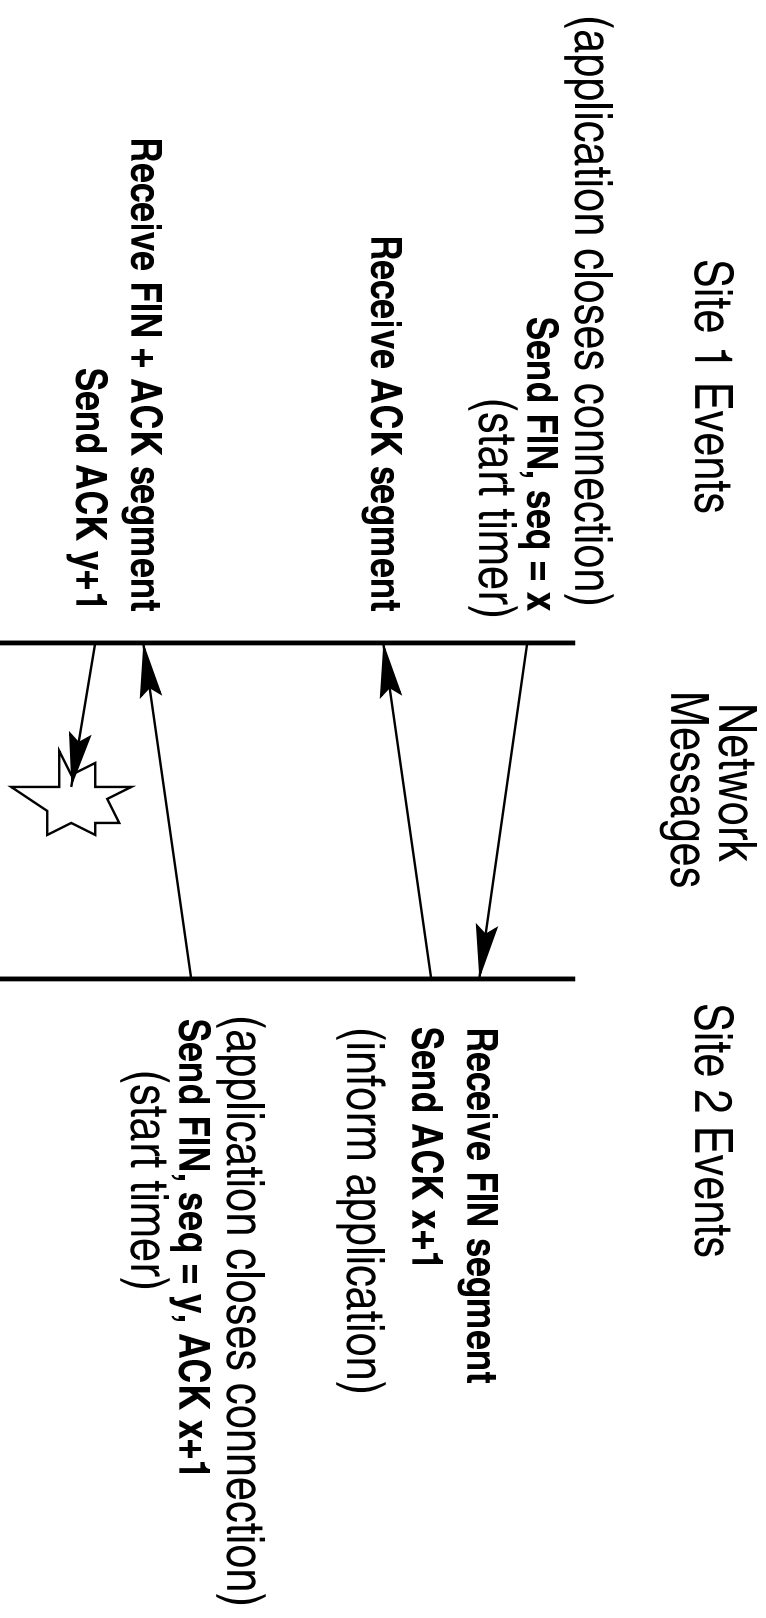 Site 1 Events
Network
Messages
Site 2 Events
(application closes connection)
Send FIN, seq = x
(start timer)
Receive FIN segment
Send ACK x+1
Receive ACK segment
(inform application)
(application closes connection)
Send FIN, seq = y, ACK x+1
(start timer)
Receive FIN + ACK segment
Send ACK y+1